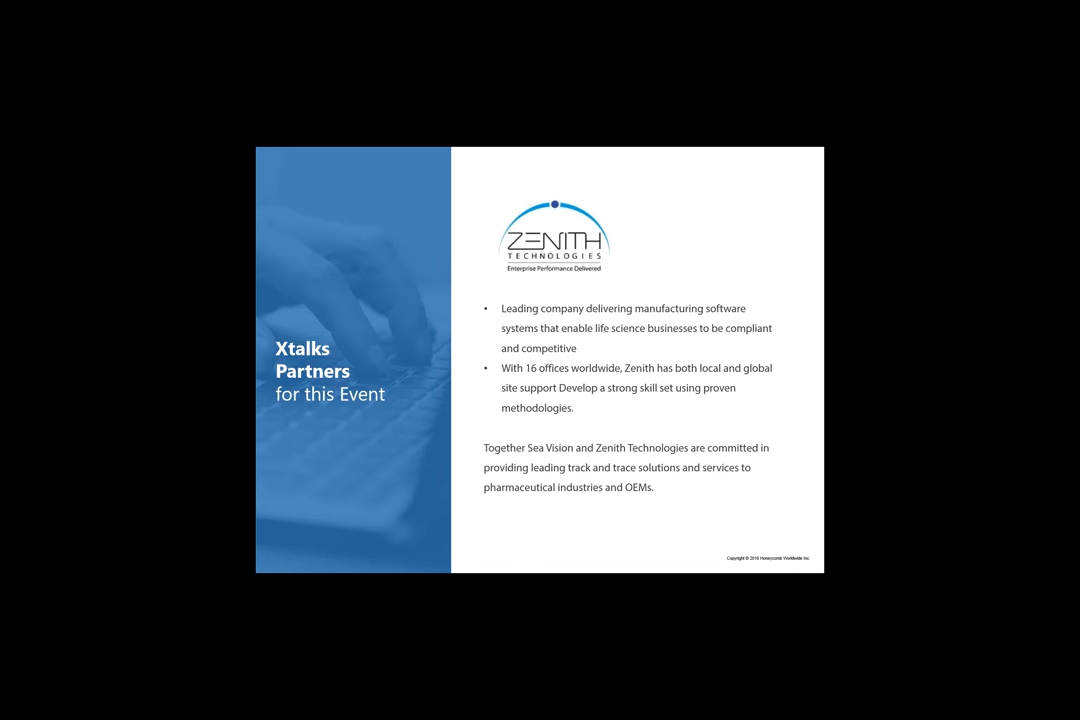 Xtalks
Partners
for this Event
ZENITH
TECHNOLOGIES
Enterprise Performance Delivered
• Leading company delivering manufacturing software
systems that enable life science businesses to be compliant
and competitive
• With 16 offices worldwide, Zenith has both local and global
site support Develop a strong skill set using proven
methodologies.
Together Sea Vision and Zenith Technologies are committed in
providing leading track and trace solutions and services to
pharmaceutical industries and OEMs.
Copyright © 2016 Honeycomb Worldwide Inc.